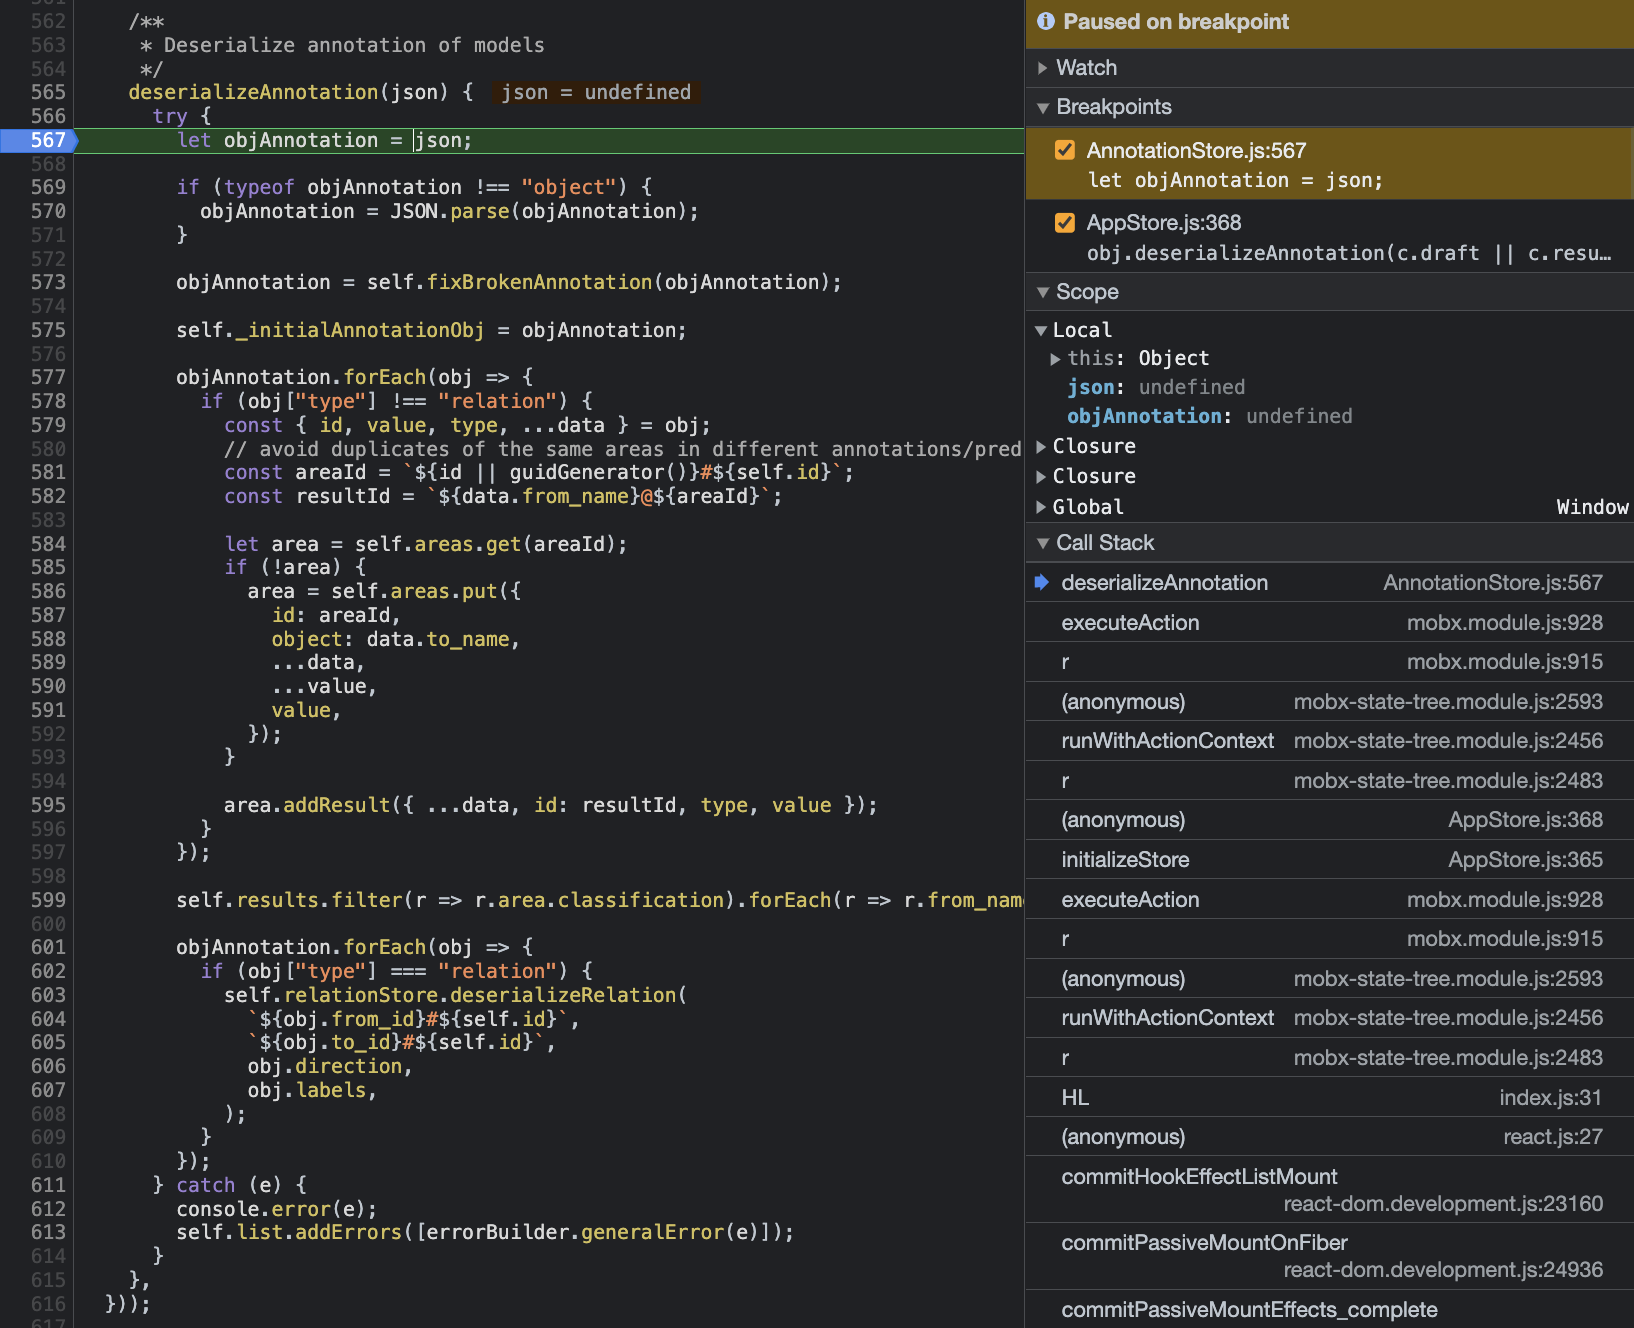 561
562 /**
563 * Deserialize annotation of models
564 */
565 deserializeAnnotation(json) { json = undefined
566 try {
567 let objAnnotation = json;
568
569 if (typeof objAnnotation !== "object") {
570 objAnnotation = JSON.parse(objAnnotation);
571 }
572
573 objAnnotation = self.fixBrokenAnnotation(objAnnotation);
574
575 self._initialAnnotationObj = objAnnotation;
576
577 objAnnotation.forEach(obj => {
578 if (obj["type"] !== "relation") {
579 const { id, value, type, ...data } = obj;
580 // avoid duplicates of the same areas in different annotations/pred
581 const areaId = `${id || guidGenerator()}#${self.id}`;
582 const resultId = `${data.from_name}@${areaId}`;
583
584 let area = self.areas.get(areaId);
585 if (!area) {
586 area = self.areas.put({
587 id: areaId,
588 object: data.to_name,
589 ...data,
590 ...value,
591 value,
592 });
593 }
594
595 area.addResult({ ...data, id: resultId, type, value });
596 }
597 });
598
599 self.results.filter(r => r.area.classification).forEach(r => r.from_nam
600
601 objAnnotation.forEach(obj => {
602 if (obj["type"] === "relation") {
603 self.relationStore.deserializeRelation(
604 `${obj.from_id}#${self.id}`,
605 `${obj.to_id}#${self.id}`,
606 obj.direction,
607 obj.labels,
608 );
609 }
610 });
611 } catch (e) {
612 console.error(e);
613 self.list.addErrors([errorBuilder.generalError(e)]);
614 }
615 },
616 }));
617
Paused on breakpoint
Watch
Breakpoints
AnnotationStore.js:567
let objAnnotation = json;
AppStore.js:368
obj.deserializeAnnotation(c.draft || c.resu…
Scope
Local
this: Object
json: undefined
objAnnotation: undefined
Closure
Closure
Global Window
Call Stack
deserializeAnnotation AnnotationStore.js:567
executeAction mobx.module.js:928
r mobx.module.js:915
(anonymous) mobx-state-tree.module.js:2593
runWithActionContext mobx-state-tree.module.js:2456
r mobx-state-tree.module.js:2483
(anonymous) AppStore.js:368
initializeStore AppStore.js:365
executeAction mobx.module.js:928
r mobx.module.js:915
(anonymous) mobx-state-tree.module.js:2593
runWithActionContext mobx-state-tree.module.js:2456
r mobx-state-tree.module.js:2483
HL index.js:31
(anonymous) react.js:27
commitHookEffectListMount
react-dom.development.js:23160
commitPassiveMountOnFiber
react-dom.development.js:24936
commitPassiveMountEffects_complete